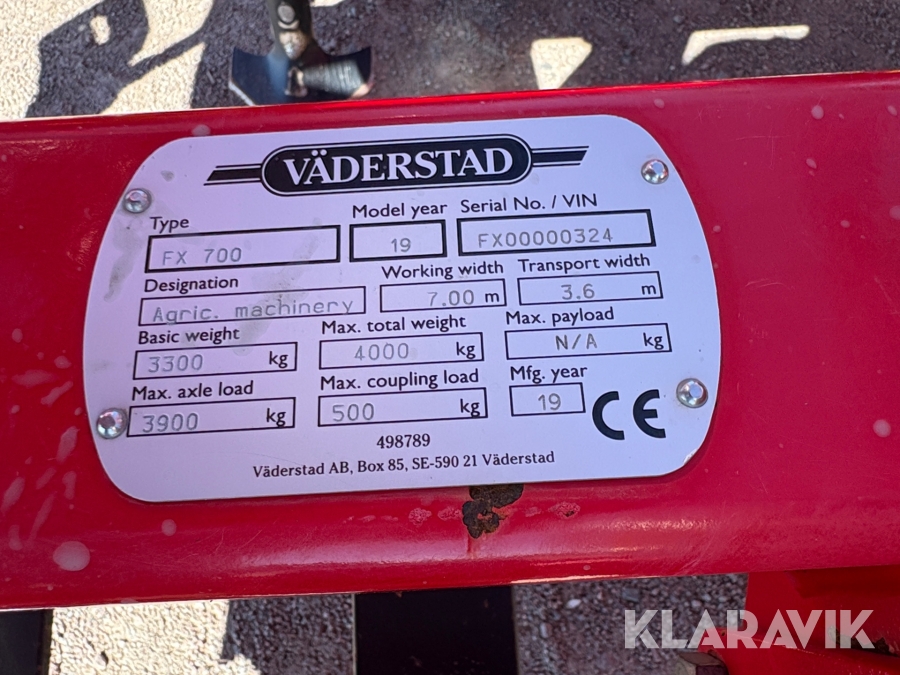 VÄDERSTAD
Type Model year Serial No. / VIN
FX 700 19 FX00000324
Designation Working width Transport width
Agric. machinery 7.00 m 3.6 m
Basic weight Max. total weight Max. payload
3300 kg 4000 kg N/A kg
Max. axle load Max. coupling load Mfg. year
3900 kg 500 kg 19 CE
498789
Väderstad AB, Box 85, SE-590 21 Väderstad
KLARAVIK